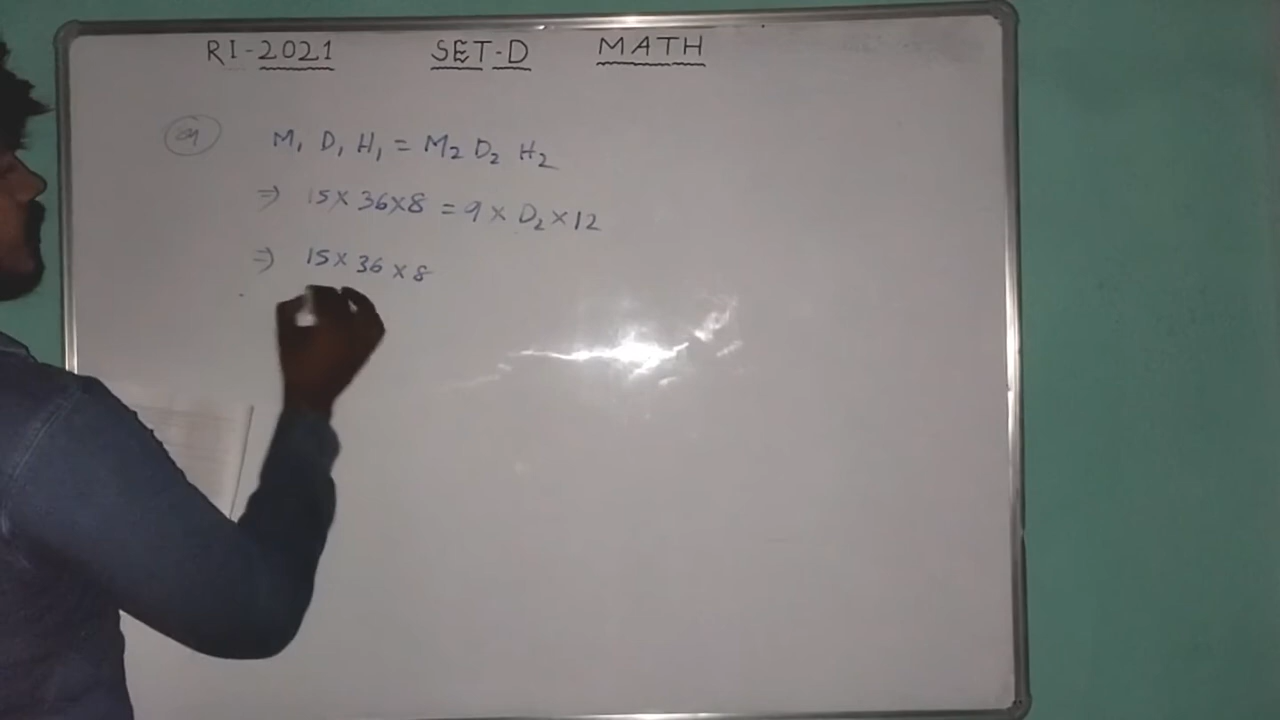 RI-2021 SET-D MATH
M₁ D₁ H₁ = M₂ D₂ H₂
⇒ 15 × 36 × 8 = 9 × D₂ × 12
⇒ 15 × 36 × 8